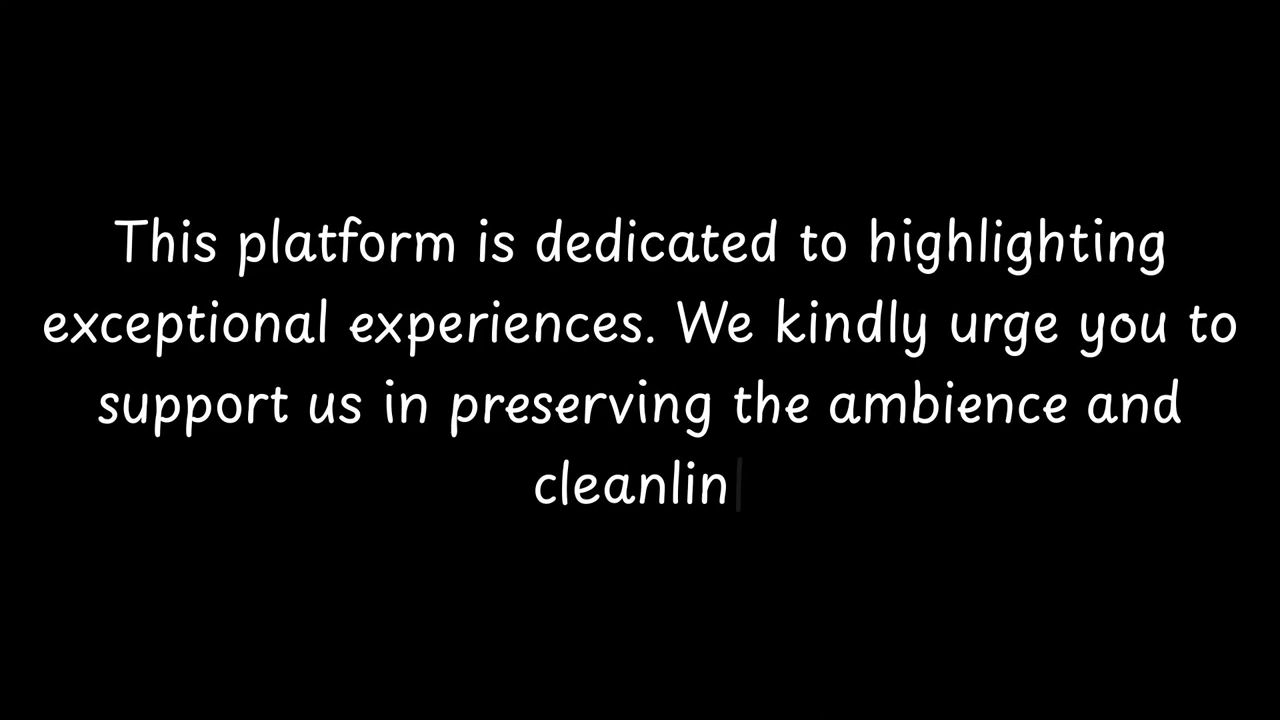 This platform is dedicated to highlighting
exceptional experiences. We kindly urge you to
support us in preserving the ambience and
cleanlin